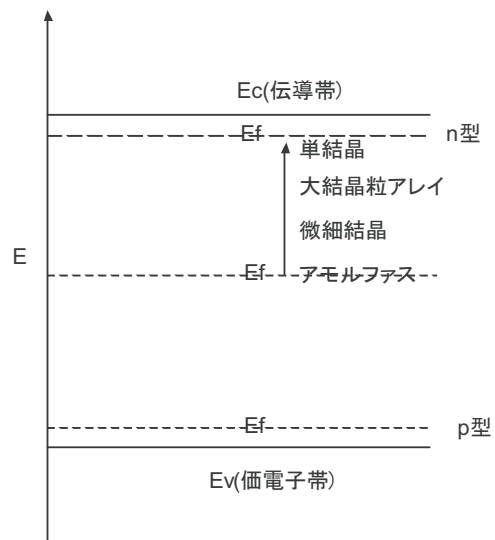 Ec(伝導帯)
Ef
n型
単結晶
大結晶粒アレイ
微細結晶
E
Ef
アモルファス
Ef
p型
Ev(価電子帯)